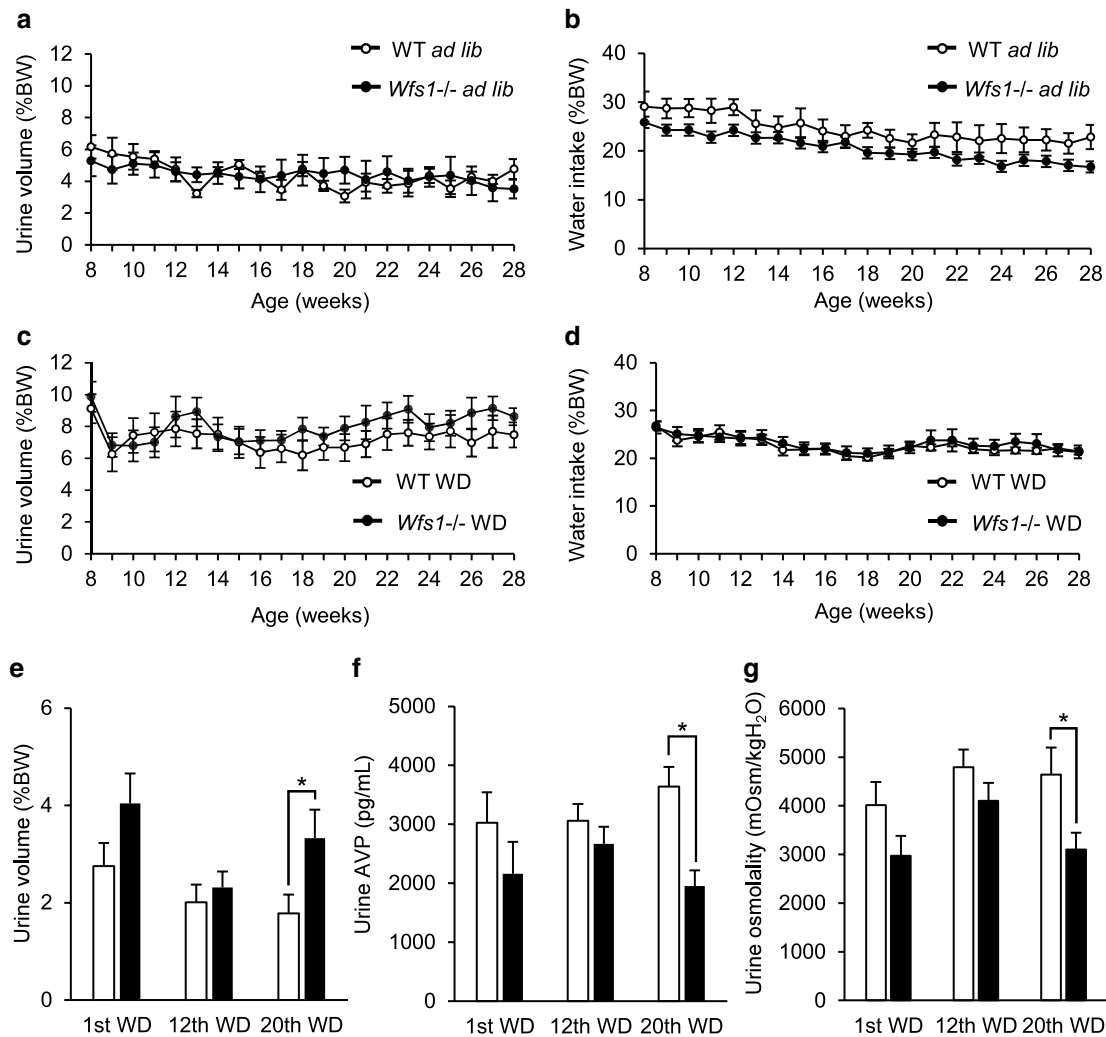 a
12
10
8
6
4
2
0
Urine volume (%BW)
WT ad lib
Wfs1-/- ad lib
8 10 12 14 16 18 20 22 24 26 28
Age (weeks)
b
40
30
20
10
0
Water intake (%BW)
WT ad lib
Wfs1-/- ad lib
8 10 12 14 16 18 20 22 24 26 28
Age (weeks)
c
12
10
8
6
4
2
0
Urine volume (%BW)
WT WD
Wfs1-/- WD
8 10 12 14 16 18 20 22 24 26 28
Age (weeks)
d
40
30
20
10
0
Water intake (%BW)
WT WD
Wfs1-/- WD
8 10 12 14 16 18 20 22 24 26 28
Age (weeks)
e
6
4
2
0
Urine volume (%BW)
*
1st WD 12th WD 20th WD
f
5000
4000
3000
2000
1000
0
Urine AVP (pg/mL)
*
1st WD 12th WD 20th WD
g
6000
5000
4000
3000
2000
1000
0
Urine osmolality (mOsm/kgH₂O)
*
1st WD 12th WD 20th WD